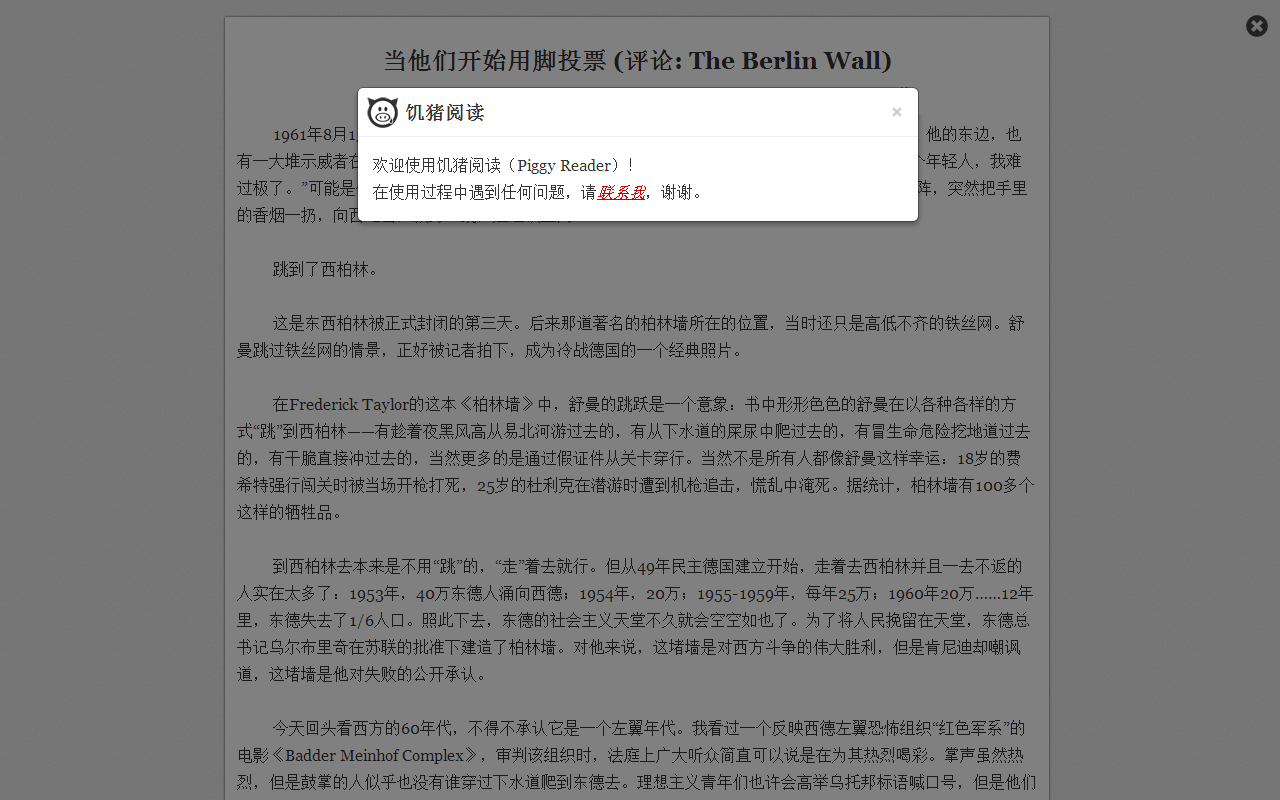 当他们开始用脚投票 (评论: The Berlin Wall)
饥猪阅读
×
欢迎使用饥猪阅读（Piggy Reader）！
在使用过程中遇到任何问题，请联系我，谢谢。
1961年8月1 他的东边，也
有一大堆示威者在 个年轻人，我难
过极了。”可能是 阵，突然把手里
的香烟一扔，向西
跳到了西柏林。
这是东西柏林被正式封闭的第三天。后来那道著名的柏林墙所在的位置，当时还只是高低不齐的铁丝网。舒
曼跳过铁丝网的情景，正好被记者拍下，成为冷战德国的一个经典照片。
在Frederick Taylor的这本《柏林墙》中，舒曼的跳跃是一个意象：书中形形色色的舒曼在以各种各样的方
式“跳”到西柏林——有趁着夜黑风高从易北河游过去的，有从下水道的屎尿中爬过去的，有冒生命危险挖地道过去
的，有干脆直接冲过去的，当然更多的是通过假证件从关卡穿行。当然不是所有人都像舒曼这样幸运：18岁的费
希特强行闯关时被当场开枪打死，25岁的杜利克在潜游时遭到机枪追击，慌乱中淹死。据统计，柏林墙有100多个
这样的牺牲品。
到西柏林去本来是不用“跳”的，“走”着去就行。但从49年民主德国建立开始，走着去西柏林并且一去不返的
人实在太多了：1953年，40万东德人涌向西德；1954年，20万；1955-1959年，每年25万；1960年20万……12年
里，东德失去了1/6人口。照此下去，东德的社会主义天堂不久就会空空如也了。为了将人民挽留在天堂，东德总
书记乌尔布里奇在苏联的批准下建造了柏林墙。对他来说，这堵墙是对西方斗争的伟大胜利，但是肯尼迪却嘲讽
道，这堵墙是他对失败的公开承认。
今天回头看西方的60年代，不得不承认它是一个左翼年代。我看过一个反映西德左翼恐怖组织“红色军系”的
电影《Badder Meinhof Complex》，审判该组织时，法庭上广大听众简直可以说是在为其热烈喝彩。掌声虽然热
烈，但是鼓掌的人似乎也没有谁穿过下水道爬到东德去。理想主义青年们也许会高举乌托邦标语喊口号，但是他们